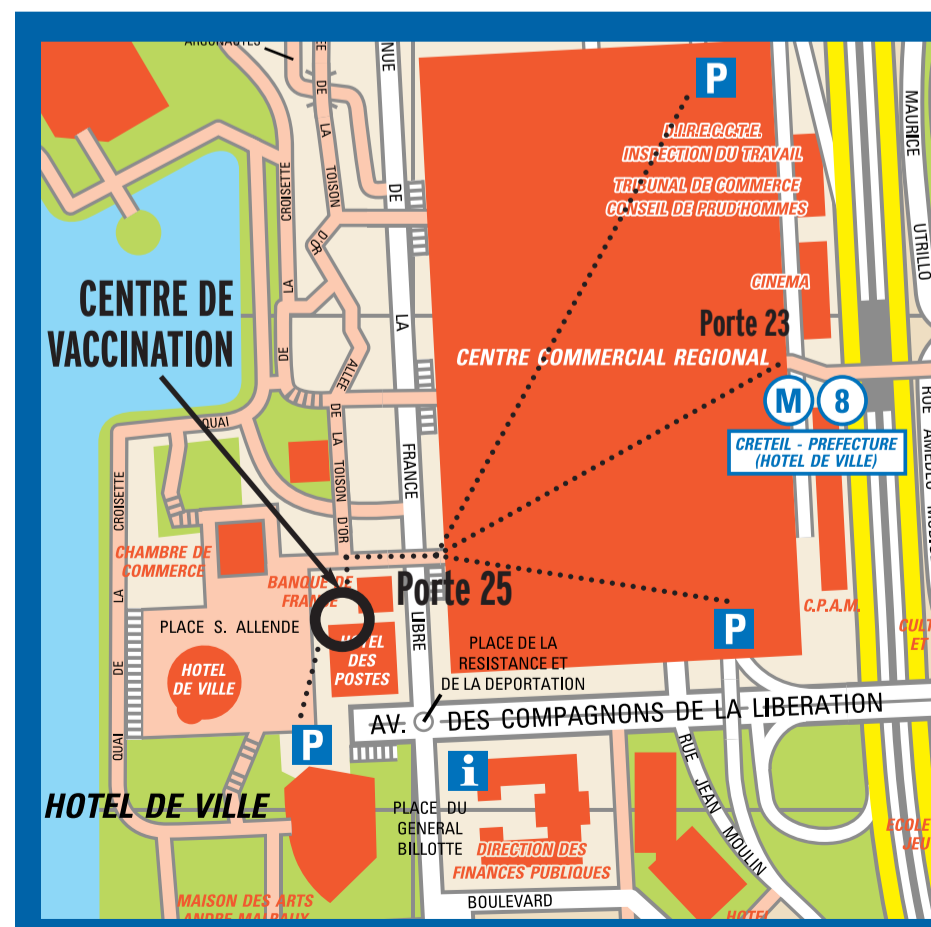 ARGONAUTES
ALLEE DE LA TOISON D'OR
AVENUE DE LA FRANCE LIBRE
P
MAURICE
UTRILLO
D.I.R.E.C.C.T.E.
INSPECTION DU TRAVAIL
TRIBUNAL DE COMMERCE
CONSEIL DE PRUD'HOMMES
CINEMA
CROISETTE
LA
DE
QUAI
CENTRE DE
VACCINATION
Porte 23
CENTRE COMMERCIAL REGIONAL
M 8
CRETEIL - PREFECTURE
(HOTEL DE VILLE)
RUE
ALLEE
DE LA TOISON D'OR
CROISETTE
LA
DE
QUAI
CHAMBRE DE
COMMERCE
BANQUE DE
FRANCE
Porte 25
C.P.A.M.
PLACE S. ALLENDE
HOTEL
DE VILLE
HOTEL
DES
POSTES
PLACE DE LA
RESISTANCE ET
DE LA DEPORTATION
P
P
AV. DES COMPAGNONS DE LA LIBERATION
i
RUE JEAN MOULIN
HOTEL DE VILLE
PLACE DU
GENERAL
BILLOTTE
DIRECTION DES
FINANCES PUBLIQUES
ECOLE
JEU
MAISON DES ARTS
ANDRE MALRAUX
BOULEVARD
HOTEL